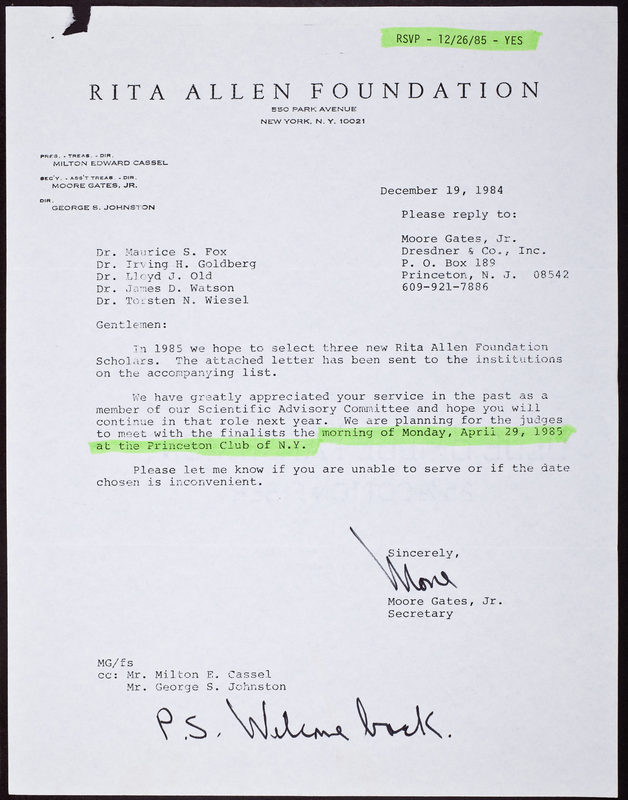 RSVP - 12/26/85 - YES
RITA ALLEN FOUNDATION
550 PARK AVENUE
NEW YORK, N. Y. 10021
PRES. - TREAS. - DIR.
MILTON EDWARD CASSEL
SEC'Y. - ASS'T TREAS. - DIR.
MOORE GATES, JR.
DIR.
GEORGE S. JOHNSTON
December 19, 1984
Please reply to:
Moore Gates, Jr.
Dresdner & Co., Inc.
P. O. Box 189
Princeton, N. J. 08542
609-921-7886
Dr. Maurice S. Fox
Dr. Irving H. Goldberg
Dr. Lloyd J. Old
Dr. James D. Watson
Dr. Torsten N. Wiesel
Gentlemen:
In 1985 we hope to select three new Rita Allen Foundation
Scholars. The attached letter has been sent to the institutions
on the accompanying list.
We have greatly appreciated your service in the past as a
member of our Scientific Advisory Committee and hope you will
continue in that role next year. We are planning for the judges
to meet with the finalists the morning of Monday, April 29, 1985
at the Princeton Club of N.Y.
Please let me know if you are unable to serve or if the date
chosen is inconvenient.
Sincerely,
Moore
Moore Gates, Jr.
Secretary
MG/fs
cc: Mr. Milton E. Cassel
Mr. George S. Johnston
P.S. Welcome back.